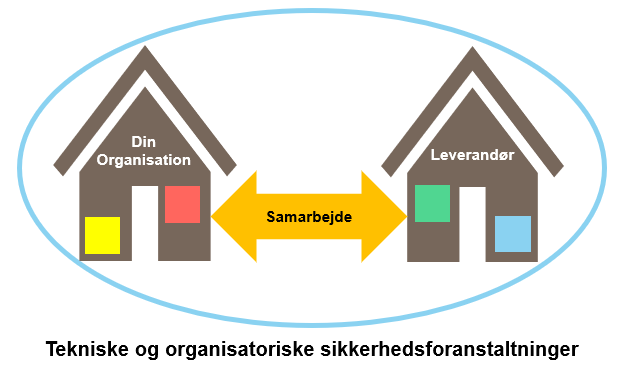 Din
Organisation
Leverandør
Samarbejde
Tekniske og organisatoriske sikkerhedsforanstaltninger